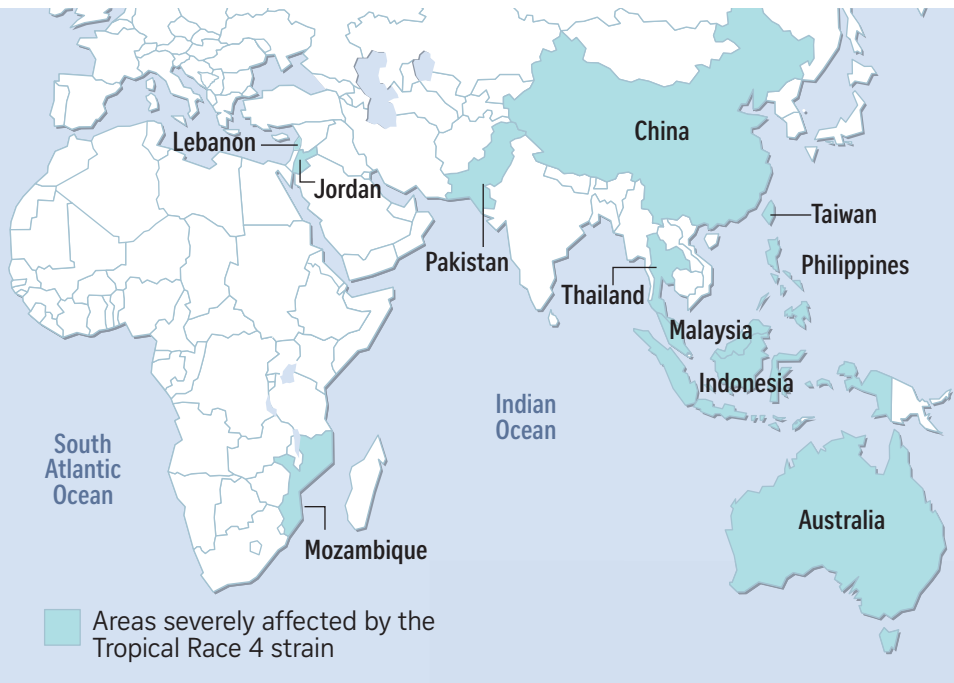 China
Lebanon
Jordan
Taiwan
Pakistan
Philippines
Thailand
Malaysia
Indonesia
Indian
Ocean
South
Atlantic
Ocean
Australia
Mozambique
Areas severely affected by the
Tropical Race 4 strain